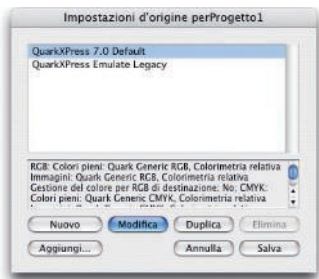 Impostazioni d'origine perProgetto1
QuarkXPress 7.0 Default
QuarkXPress Emulate Legacy
RGB: Colori pieni: Quark Generic RGB, Colorimetria relativa
Immagini: Quark Generic RGB, Colorimetria relativa
Gestione del colore per RGB di destinazione: No; CMYK:
Colori pieni: Quark Generic CMYK, Colorimetria relativa
Nuovo Modifica Duplica Elimina
Aggiungi... Annulla Salva